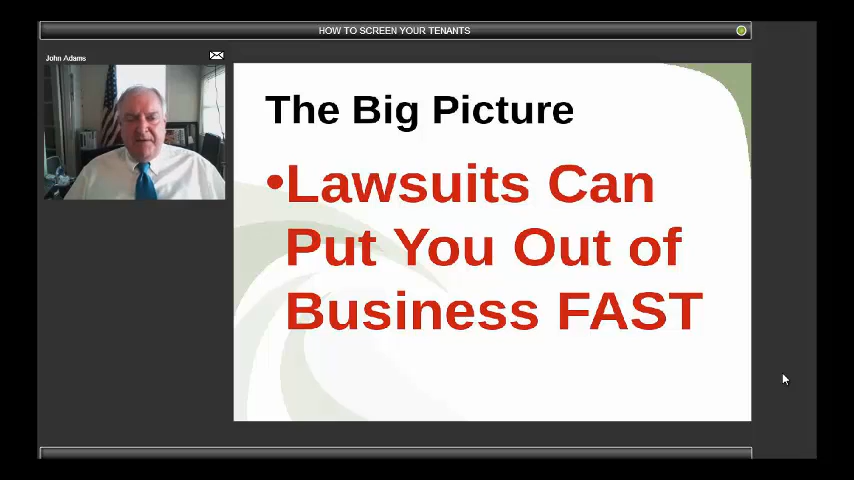 HOW TO SCREEN YOUR TENANTS
John Adams
The Big Picture
•Lawsuits Can
Put You Out of
Business FAST